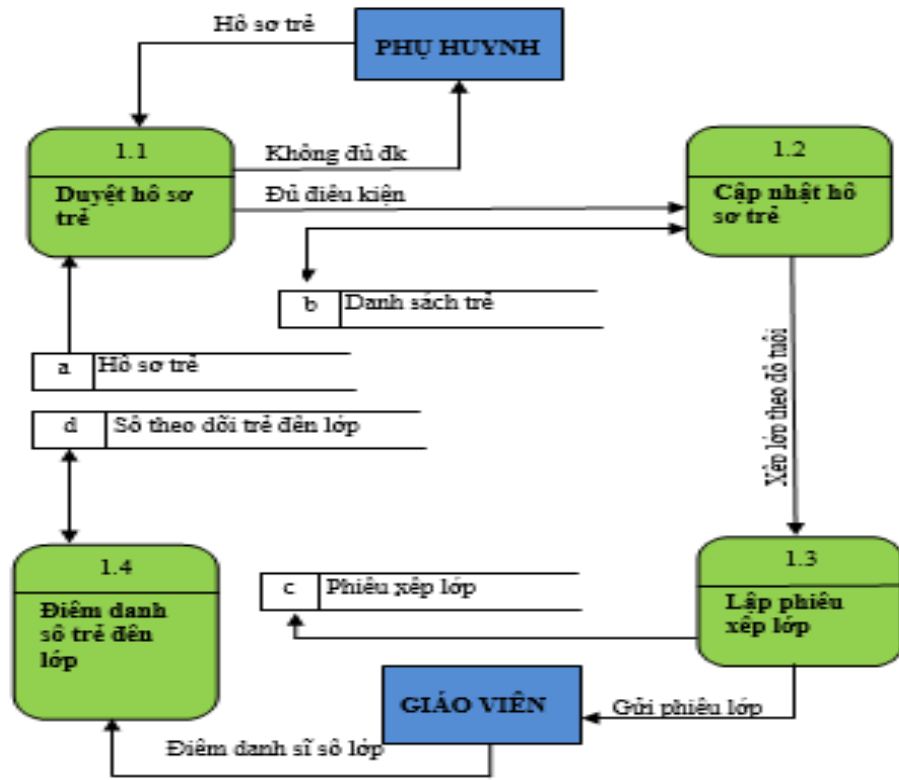 Hồ sơ trẻ
PHỤ HUYNH
1.1
Duyệt hồ sơ
trẻ
Không đủ đk
Đủ điều kiện
1.2
Cập nhật hồ
sơ trẻ
b Danh sách trẻ
a Hồ sơ trẻ
d Sổ theo dõi trẻ đến lớp
Xếp lớp theo độ tuổi
1.4
Điểm danh
số trẻ đến
lớp
c Phiếu xếp lớp
1.3
Lập phiếu
xếp lớp
GIÁO VIÊN
Gửi phiếu lớp
Điểm danh sĩ số lớp